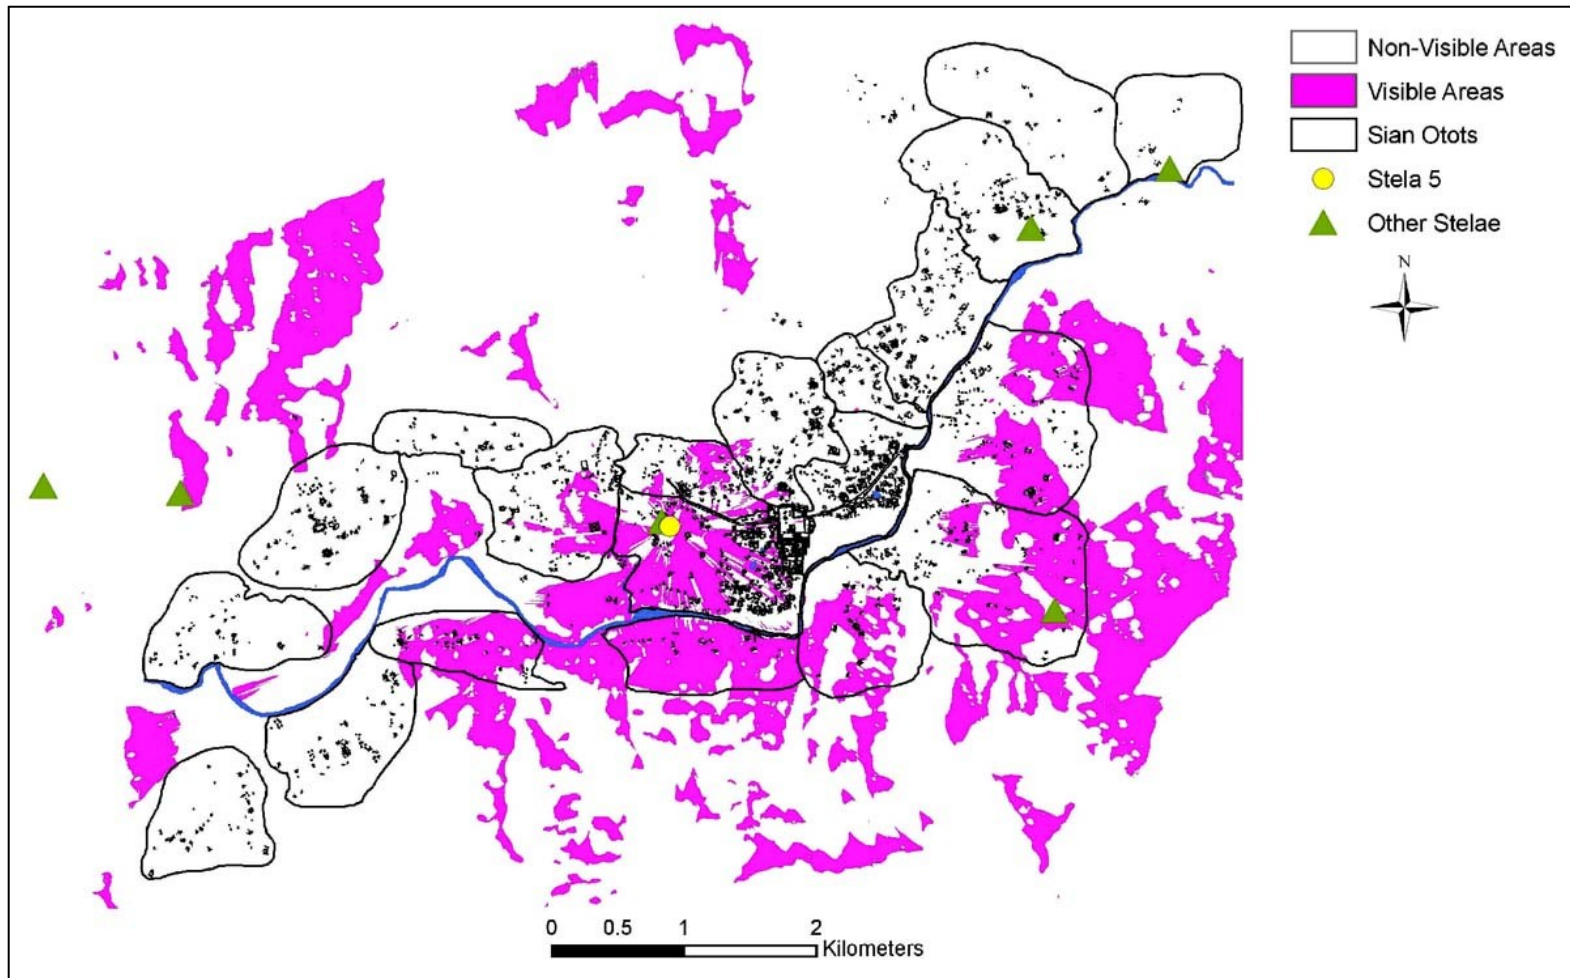 Non-Visible Areas
Visible Areas
Sian Otots
Stela 5
Other Stelae
N
0 0.5 1 2
Kilometers